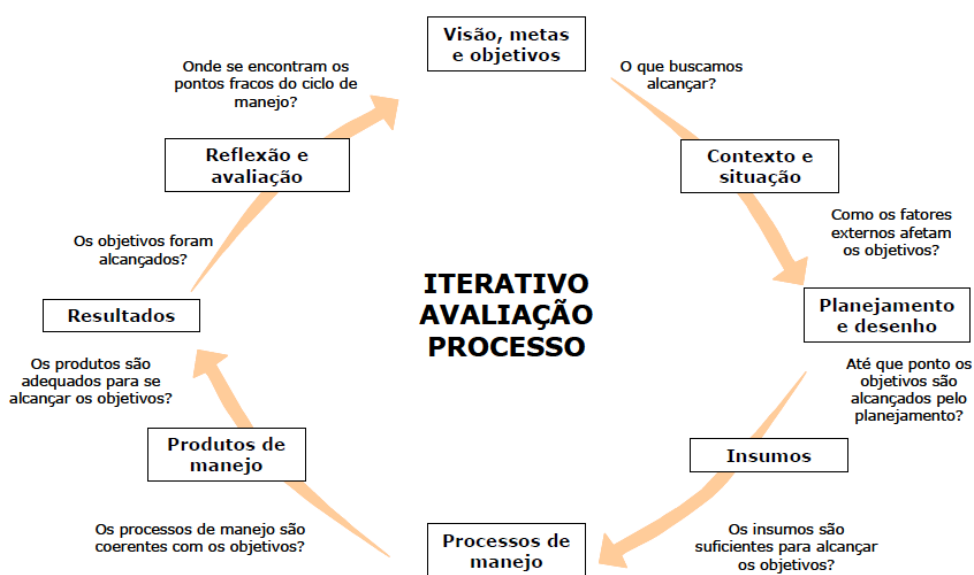 Visão, metas
e objetivos
O que buscamos
alcançar?
Contexto e
situação
Como os fatores
externos afetam
os objetivos?
Planejamento
e desenho
Até que ponto os
objetivos são
alcançados pelo
planejamento?
Insumos
Os insumos são
suficientes para alcançar
os objetivos?
Processos de
manejo
Os processos de manejo são
coerentes com os objetivos?
Produtos de
manejo
Os produtos são
adequados para se
alcançar os objetivos?
Resultados
Os objetivos foram
alcançados?
Reflexão e
avaliação
Onde se encontram os
pontos fracos do ciclo de
manejo?
ITERATIVO
AVALIAÇÃO
PROCESSO